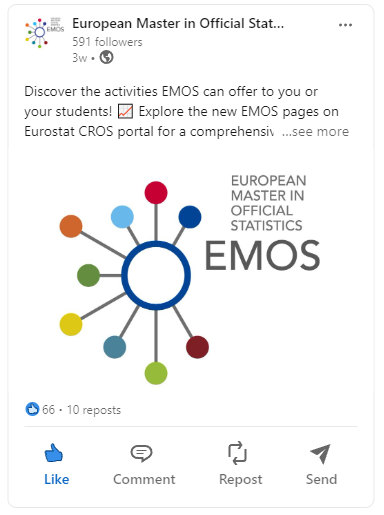 European Master in Official Stat...
591 followers
3w •
Discover the activities EMOS can offer to you or
your students! 📈 Explore the new EMOS pages on
Eurostat CROS portal for a comprehensiv ...see more
EUROPEAN
MASTER IN
OFFICIAL
STATISTICS
EMOS
66 • 10 reposts
Like Comment Repost Send